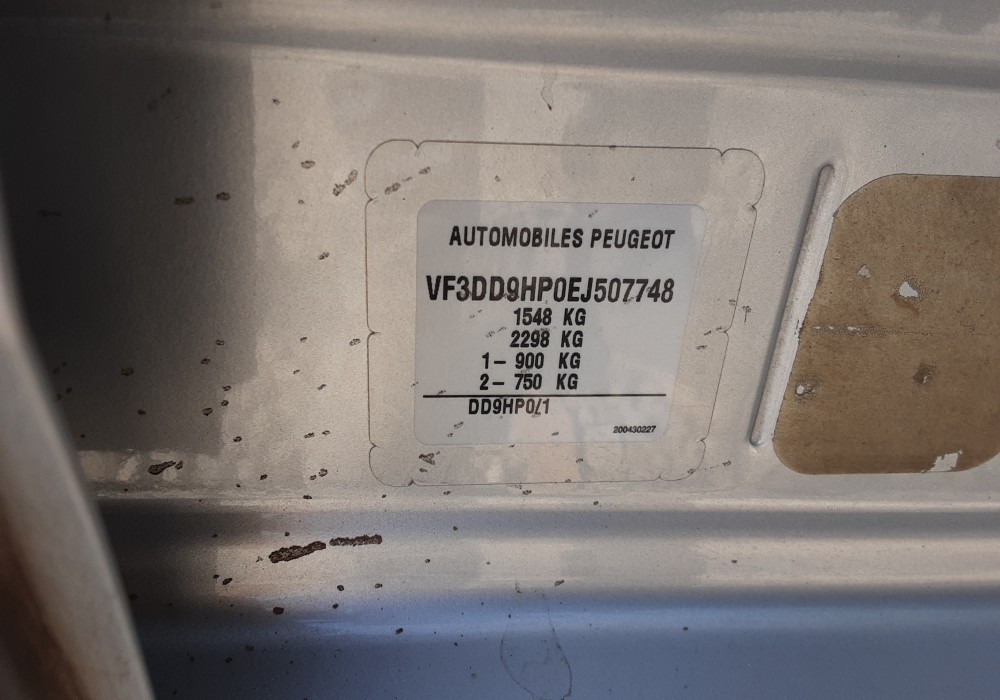 AUTOMOBILES PEUGEOT
VF3DD9HP0EJ507748
1548 KG
2298 KG
1- 900 KG
2- 750 KG
DD9HP0/1
200430227